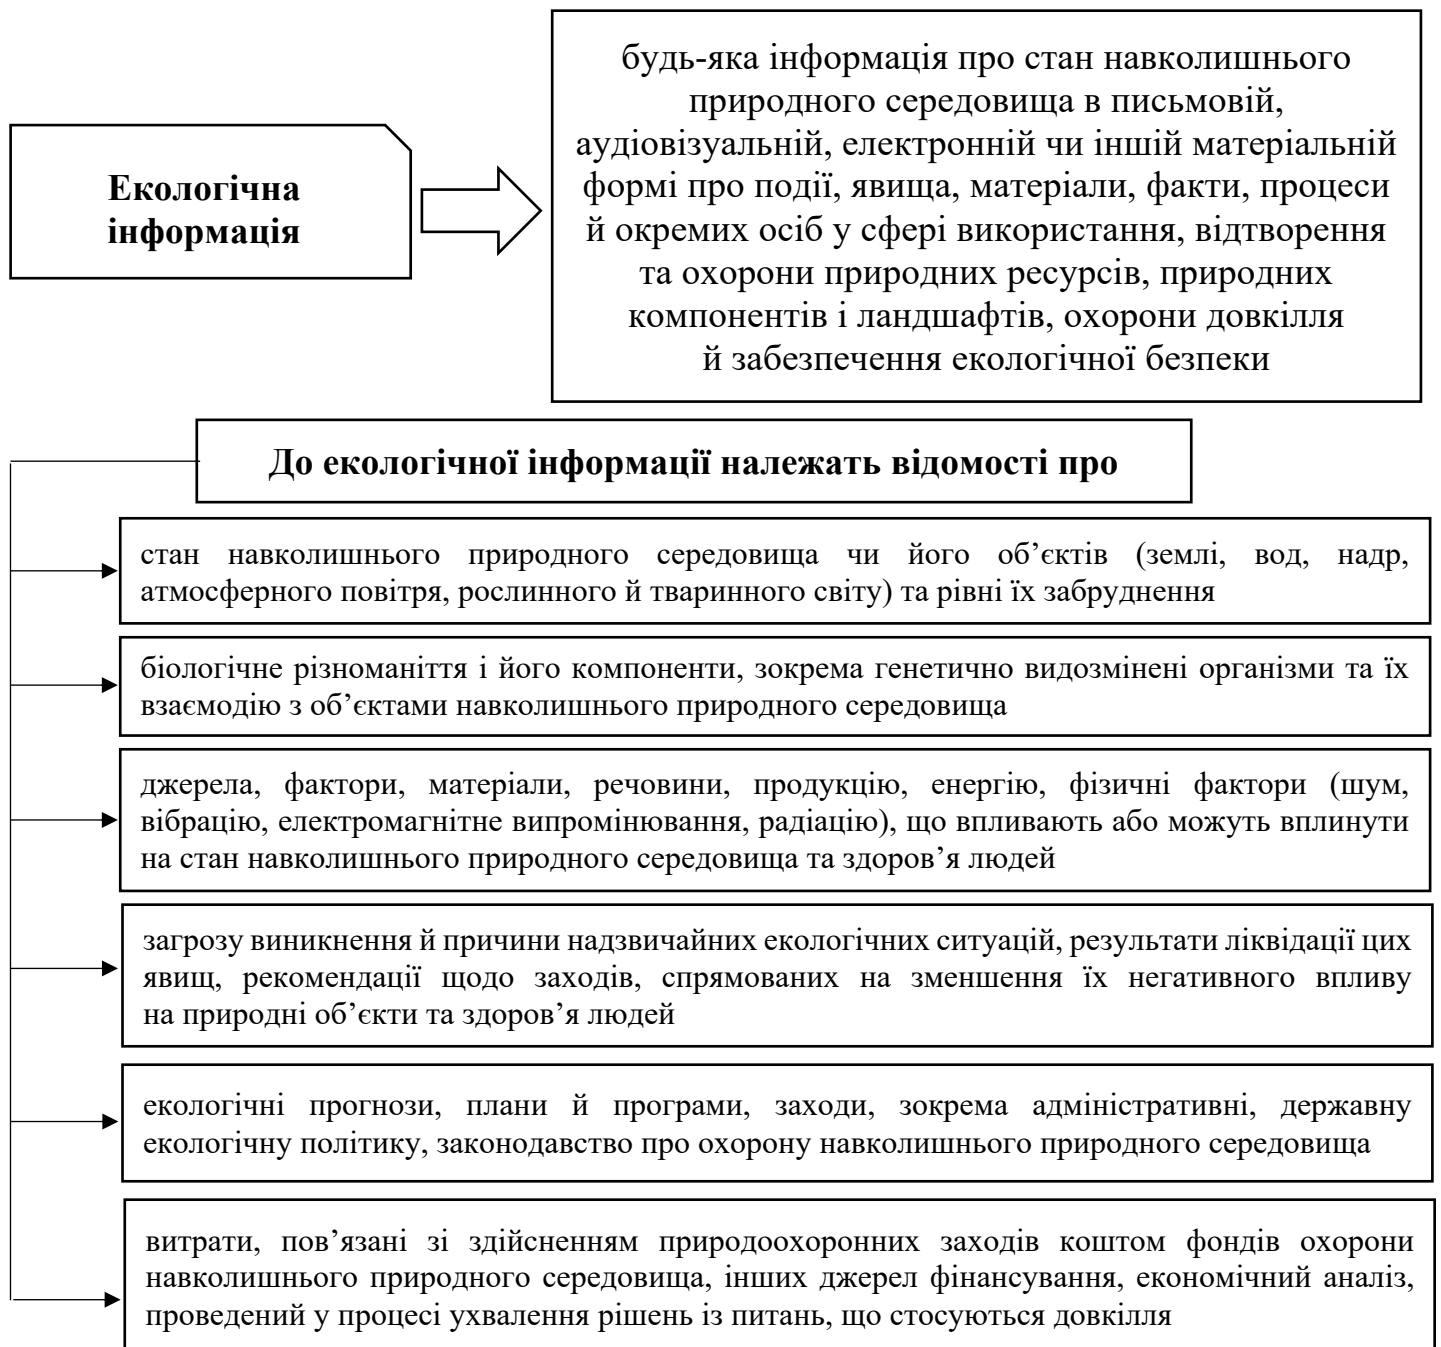 Екологічна
інформація
будь-яка інформація про стан навколишнього
природного середовища в письмовій,
аудіовізуальній, електронній чи іншій матеріальній
формі про події, явища, матеріали, факти, процеси
й окремих осіб у сфері використання, відтворення
та охорони природних ресурсів, природних
компонентів і ландшафтів, охорони довкілля
й забезпечення екологічної безпеки
До екологічної інформації належать відомості про
стан навколишнього природного середовища чи його об’єктів (землі, вод, надр,
атмосферного повітря, рослинного й тваринного світу) та рівні їх забруднення
біологічне різноманіття і його компоненти, зокрема генетично видозмінені організми та їх
взаємодію з об’єктами навколишнього природного середовища
джерела, фактори, матеріали, речовини, продукцію, енергію, фізичні фактори (шум,
вібрацію, електромагнітне випромінювання, радіацію), що впливають або можуть вплинути
на стан навколишнього природного середовища та здоров’я людей
загрозу виникнення й причини надзвичайних екологічних ситуацій, результати ліквідації цих
явищ, рекомендації щодо заходів, спрямованих на зменшення їх негативного впливу
на природні об’єкти та здоров’я людей
екологічні прогнози, плани й програми, заходи, зокрема адміністративні, державну
екологічну політику, законодавство про охорону навколишнього природного середовища
витрати, пов’язані зі здійсненням природоохоронних заходів коштом фондів охорони
навколишнього природного середовища, інших джерел фінансування, економічний аналіз,
проведений у процесі ухвалення рішень із питань, що стосуються довкілля